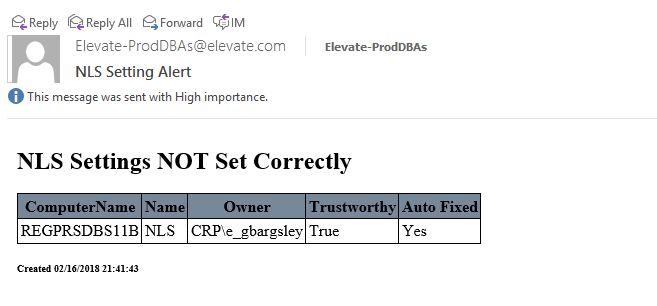 Reply Reply All Forward IM
Elevate-ProdDBAs@elevate.com Elevate-ProdDBAs
NLS Setting Alert
This message was sent with High importance.
NLS Settings NOT Set Correctly
ComputerName Name Owner Trustworthy Auto Fixed
REGPRSDBS11B NLS CRP\e_gbargsley True Yes
Created 02/16/2018 21:41:43